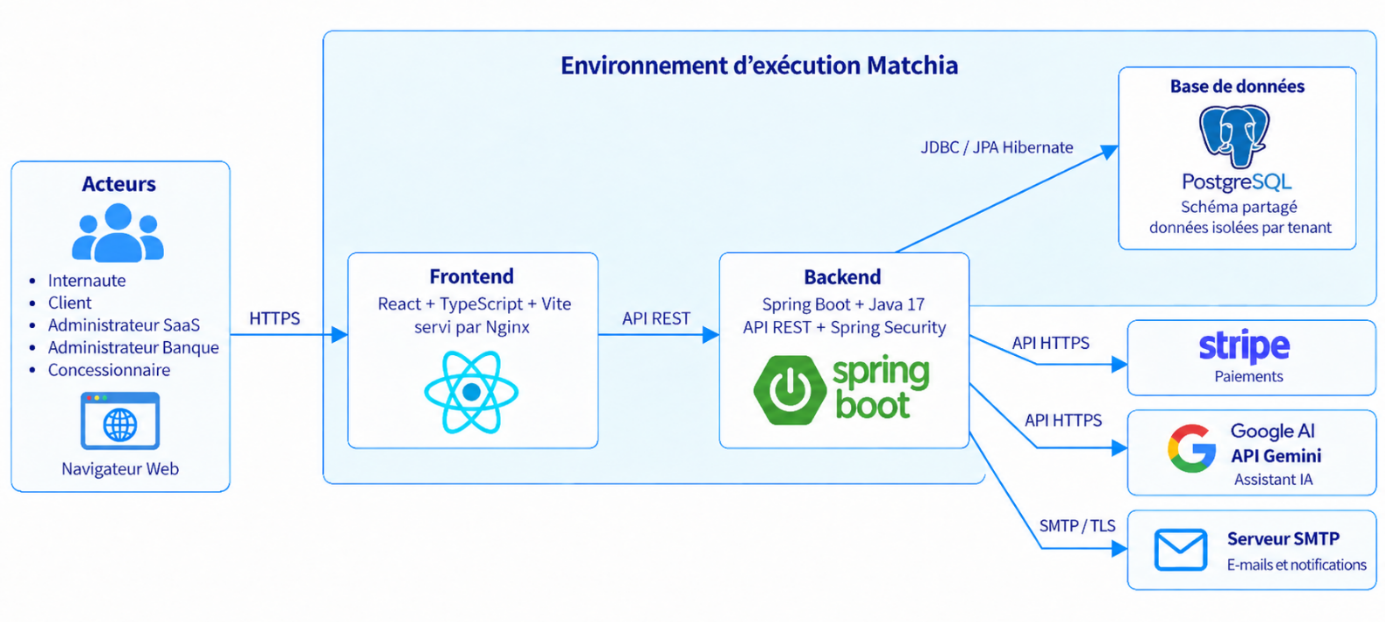 Environnement d'exécution Matchia
Acteurs
Internaute
Client
Administrateur SaaS
Administrateur Banque
Concessionnaire
Navigateur Web
HTTPS
Frontend
React + TypeScript + Vite
servi par Nginx
API REST
Backend
Spring Boot + Java 17
API REST + Spring Security
spring
boot
JDBC / JPA Hibernate
Base de données
PostgreSQL
Schéma partagé
données isolées par tenant
API HTTPS
stripe
Paiements
API HTTPS
Google AI
API Gemini
Assistant IA
SMTP / TLS
Serveur SMTP
E-mails et notifications